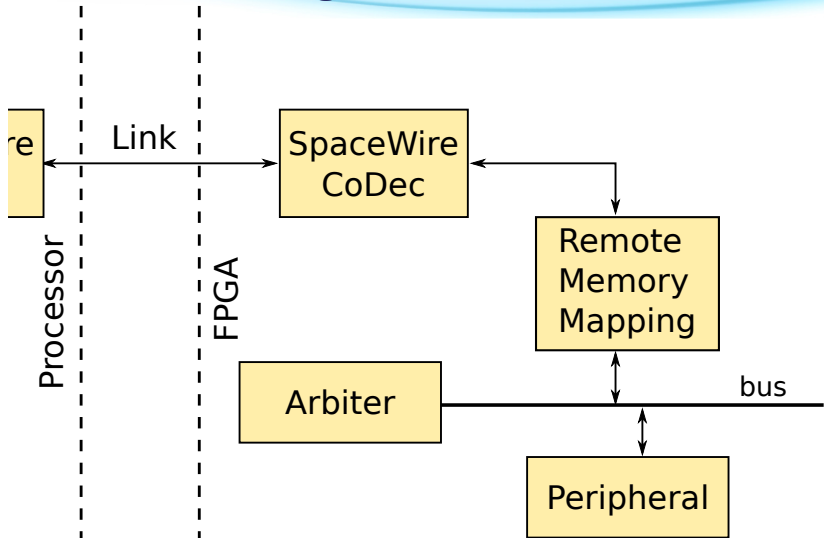 Link
re
SpaceWire
CoDec
Processor
FPGA
Remote
Memory
Mapping
Arbiter
bus
Peripheral